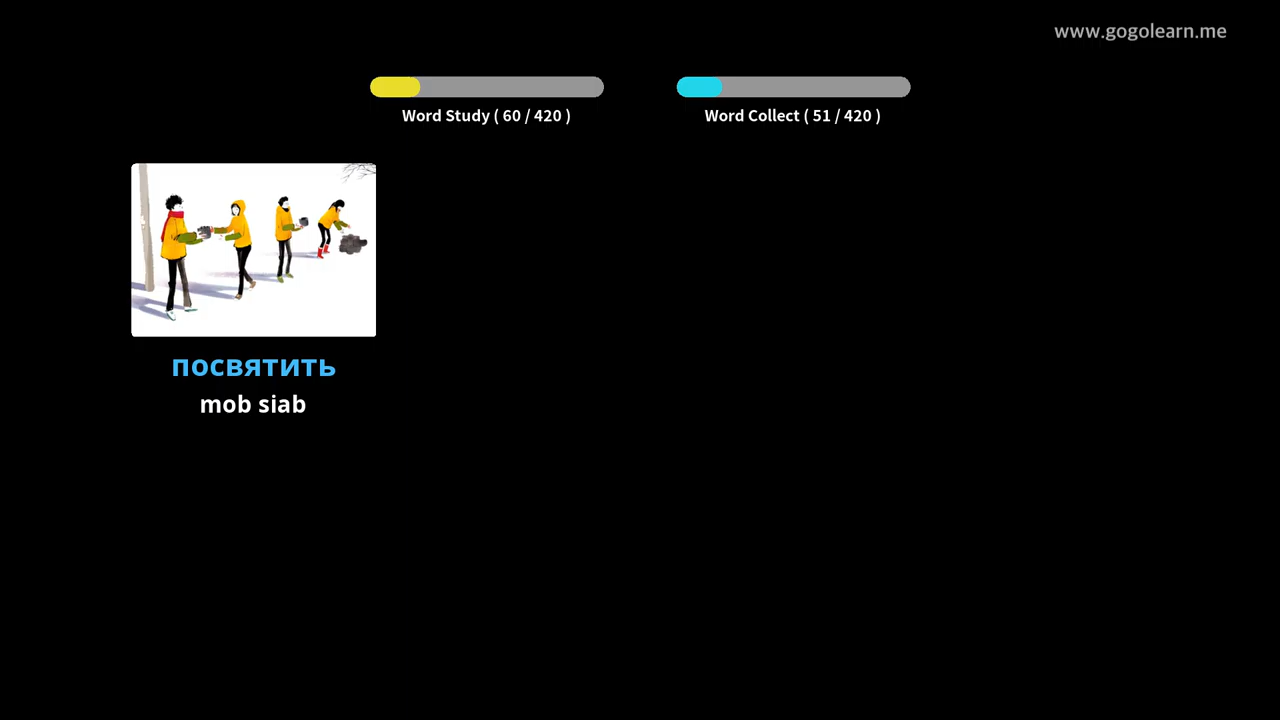 www.gogolearn.me
Word Study ( 60 / 420 )
Word Collect ( 51 / 420 )
посвятить
mob siab